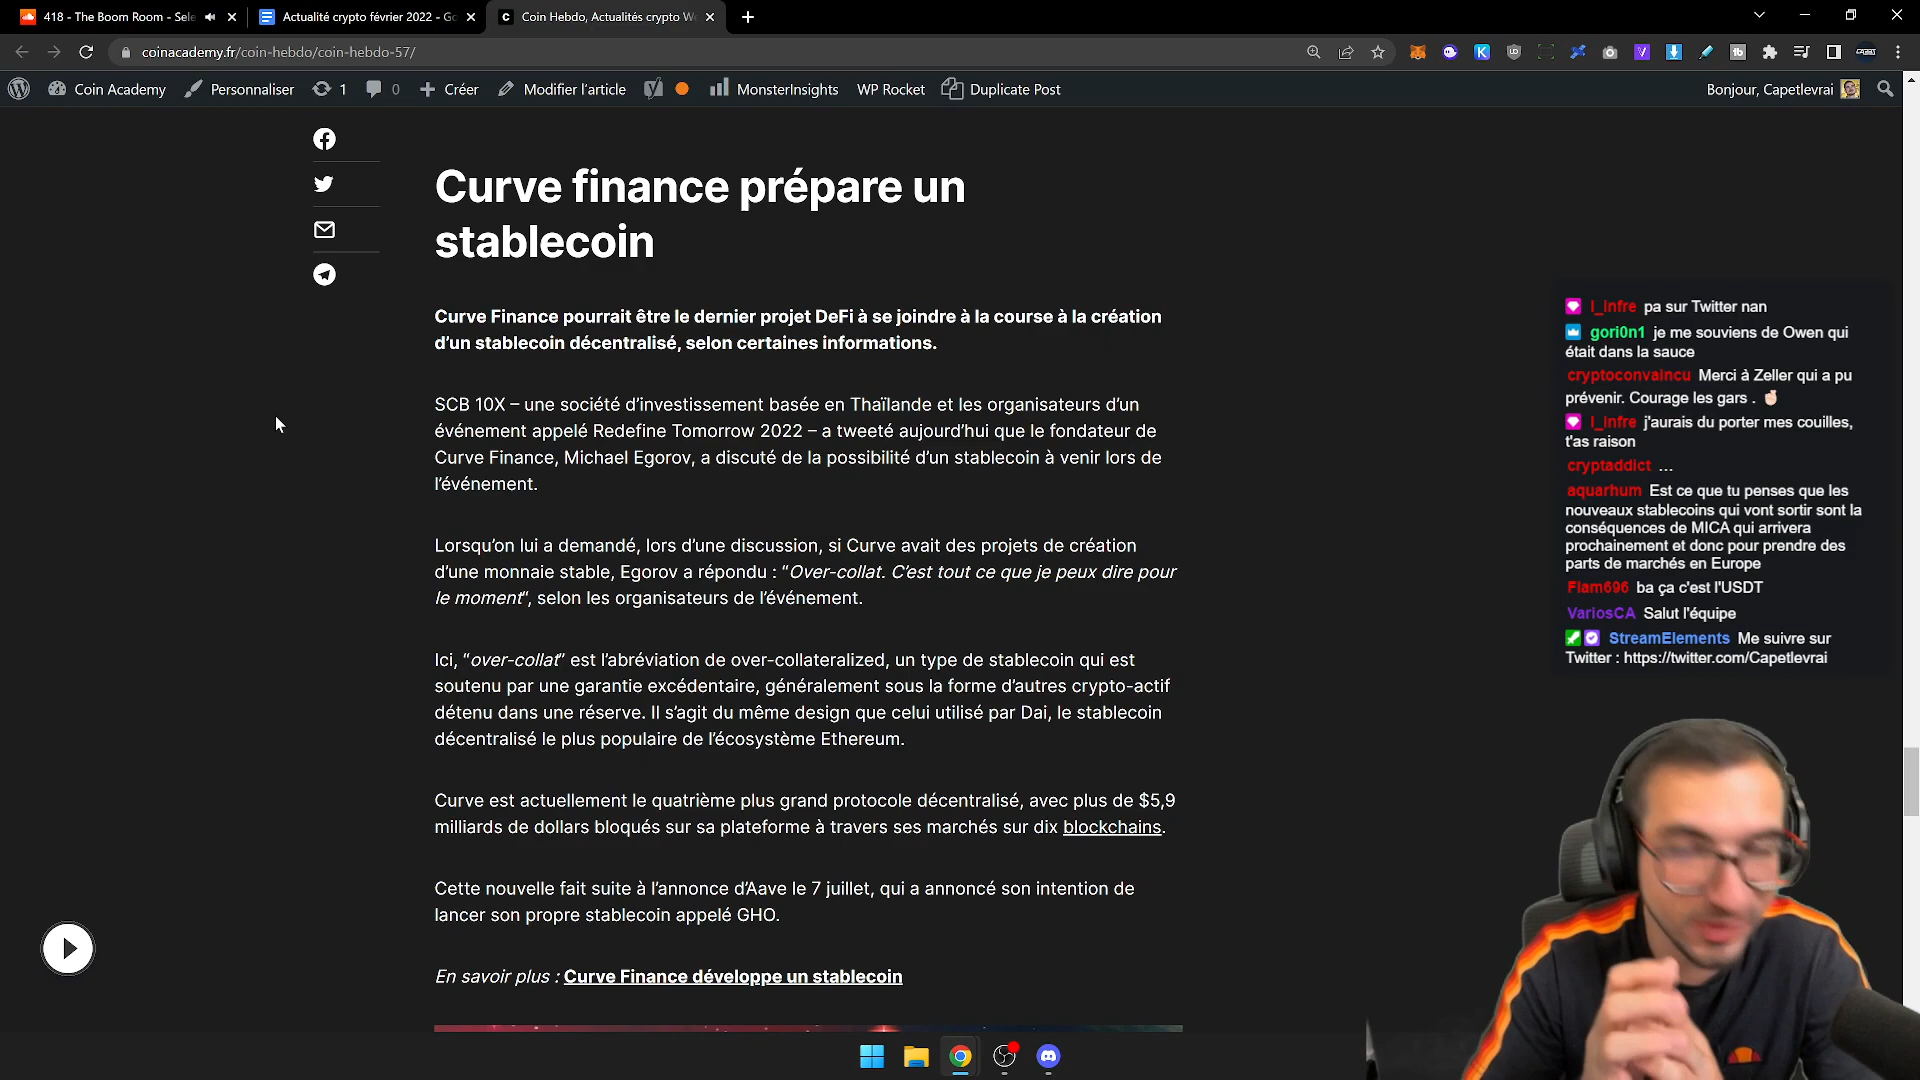 418 - The Boom Room - Sele
Actualité crypto février 2022 - Go
Coin Hebdo, Actualités crypto We
coinacademy.fr/coin-hebdo/coin-hebdo-57/
Coin Academy
Personnaliser
1
0
Créer
Modifier l'article
MonsterInsights
WP Rocket
Duplicate Post
Bonjour, Capetlevrai
Curve finance prépare un
stablecoin
Curve Finance pourrait être le dernier projet DeFi à se joindre à la course à la création
d'un stablecoin décentralisé, selon certaines informations.
SCB 10X – une société d'investissement basée en Thaïlande et les organisateurs d'un
événement appelé Redefine Tomorrow 2022 – a tweeté aujourd'hui que le fondateur de
Curve Finance, Michael Egorov, a discuté de la possibilité d'un stablecoin à venir lors de
l'événement.
Lorsqu'on lui a demandé, lors d'une discussion, si Curve avait des projets de création
d'une monnaie stable, Egorov a répondu : “Over-collat. C'est tout ce que je peux dire pour
le moment“, selon les organisateurs de l'événement.
Ici, “over-collat” est l'abréviation de over-collateralized, un type de stablecoin qui est
soutenu par une garantie excédentaire, généralement sous la forme d'autres crypto-actif
détenu dans une réserve. Il s'agit du même design que celui utilisé par Dai, le stablecoin
décentralisé le plus populaire de l'écosystème Ethereum.
Curve est actuellement le quatrième plus grand protocole décentralisé, avec plus de $5,9
milliards de dollars bloqués sur sa plateforme à travers ses marchés sur dix blockchains.
Cette nouvelle fait suite à l'annonce d'Aave le 7 juillet, qui a annoncé son intention de
lancer son propre stablecoin appelé GHO.
En savoir plus : Curve Finance développe un stablecoin
l_Infre pa sur Twitter nan
gori0n1 je me souviens de Owen qui
était dans la sauce
cryptoconvaincu Merci à Zeller qui a pu
prévenir. Courage les gars .
l_Infre j'aurais du porter mes couilles,
t'as raison
cryptaddict ...
aquarhum Est ce que tu penses que les
nouveaux stablecoins qui vont sortir sont la
conséquences de MICA qui arrivera
prochainement et donc pour prendre des
parts de marchés en Europe
Flam696 ba ça c'est l'USDT
VariosCA Salut l'équipe
StreamElements Me suivre sur
Twitter : https://twitter.com/Capetlevrai